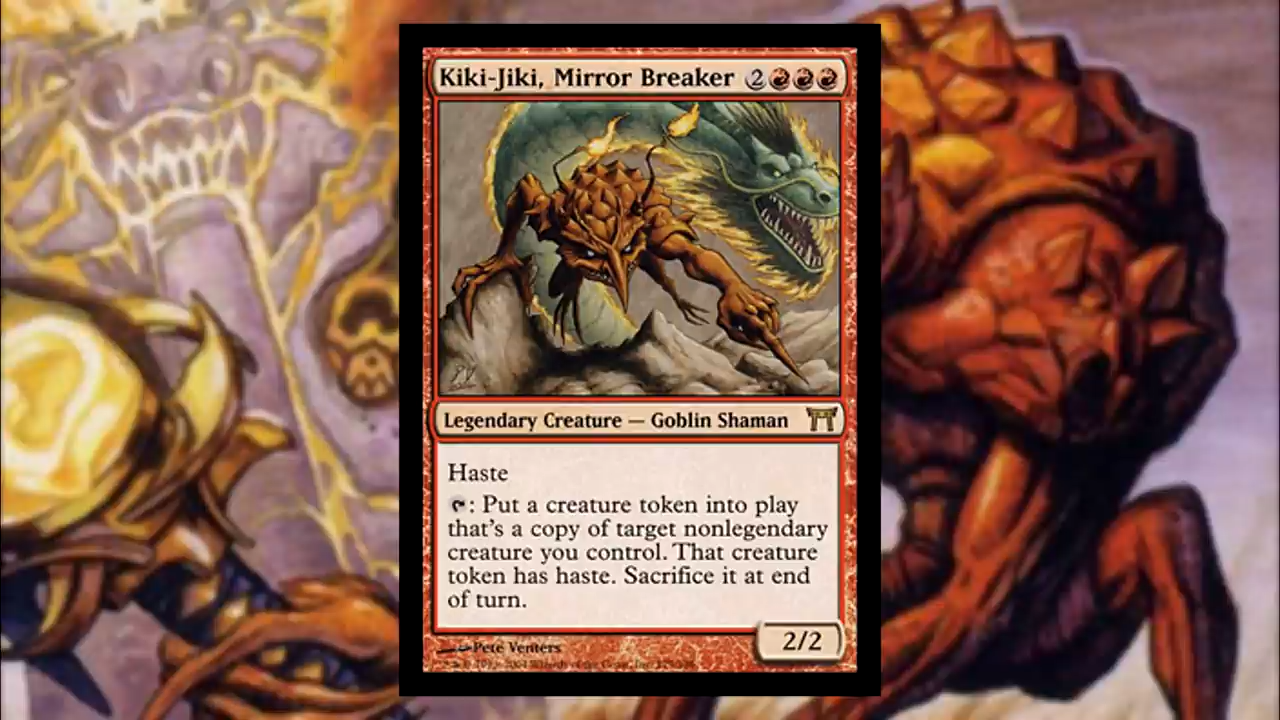 Kiki-Jiki, Mirror Breaker 2
Legendary Creature — Goblin Shaman
Haste
: Put a creature token into play
that's a copy of target nonlegendary
creature you control. That creature
token has haste. Sacrifice it at end
of turn.
Pete Venters
2/2